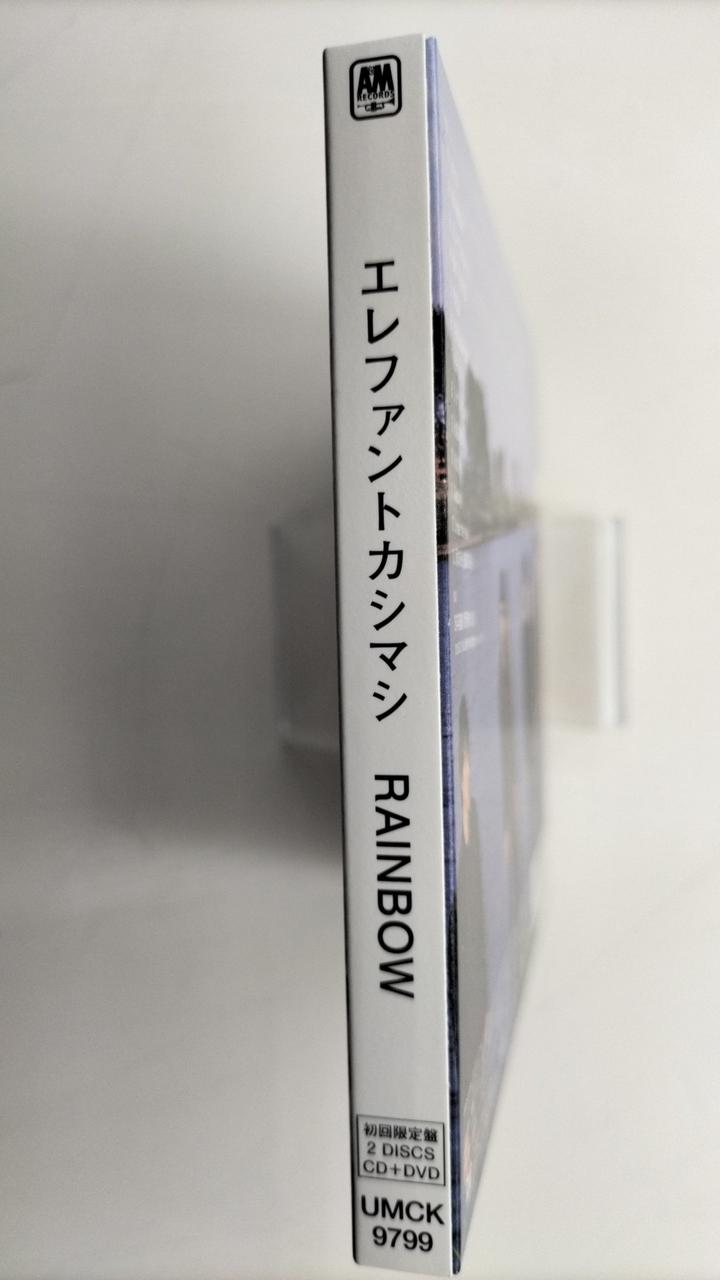 A&M
RECORDS
エレファントカシマシ RAINBOW
初回限定盤
2 DISCS
CD+DVD
UMCK
9799